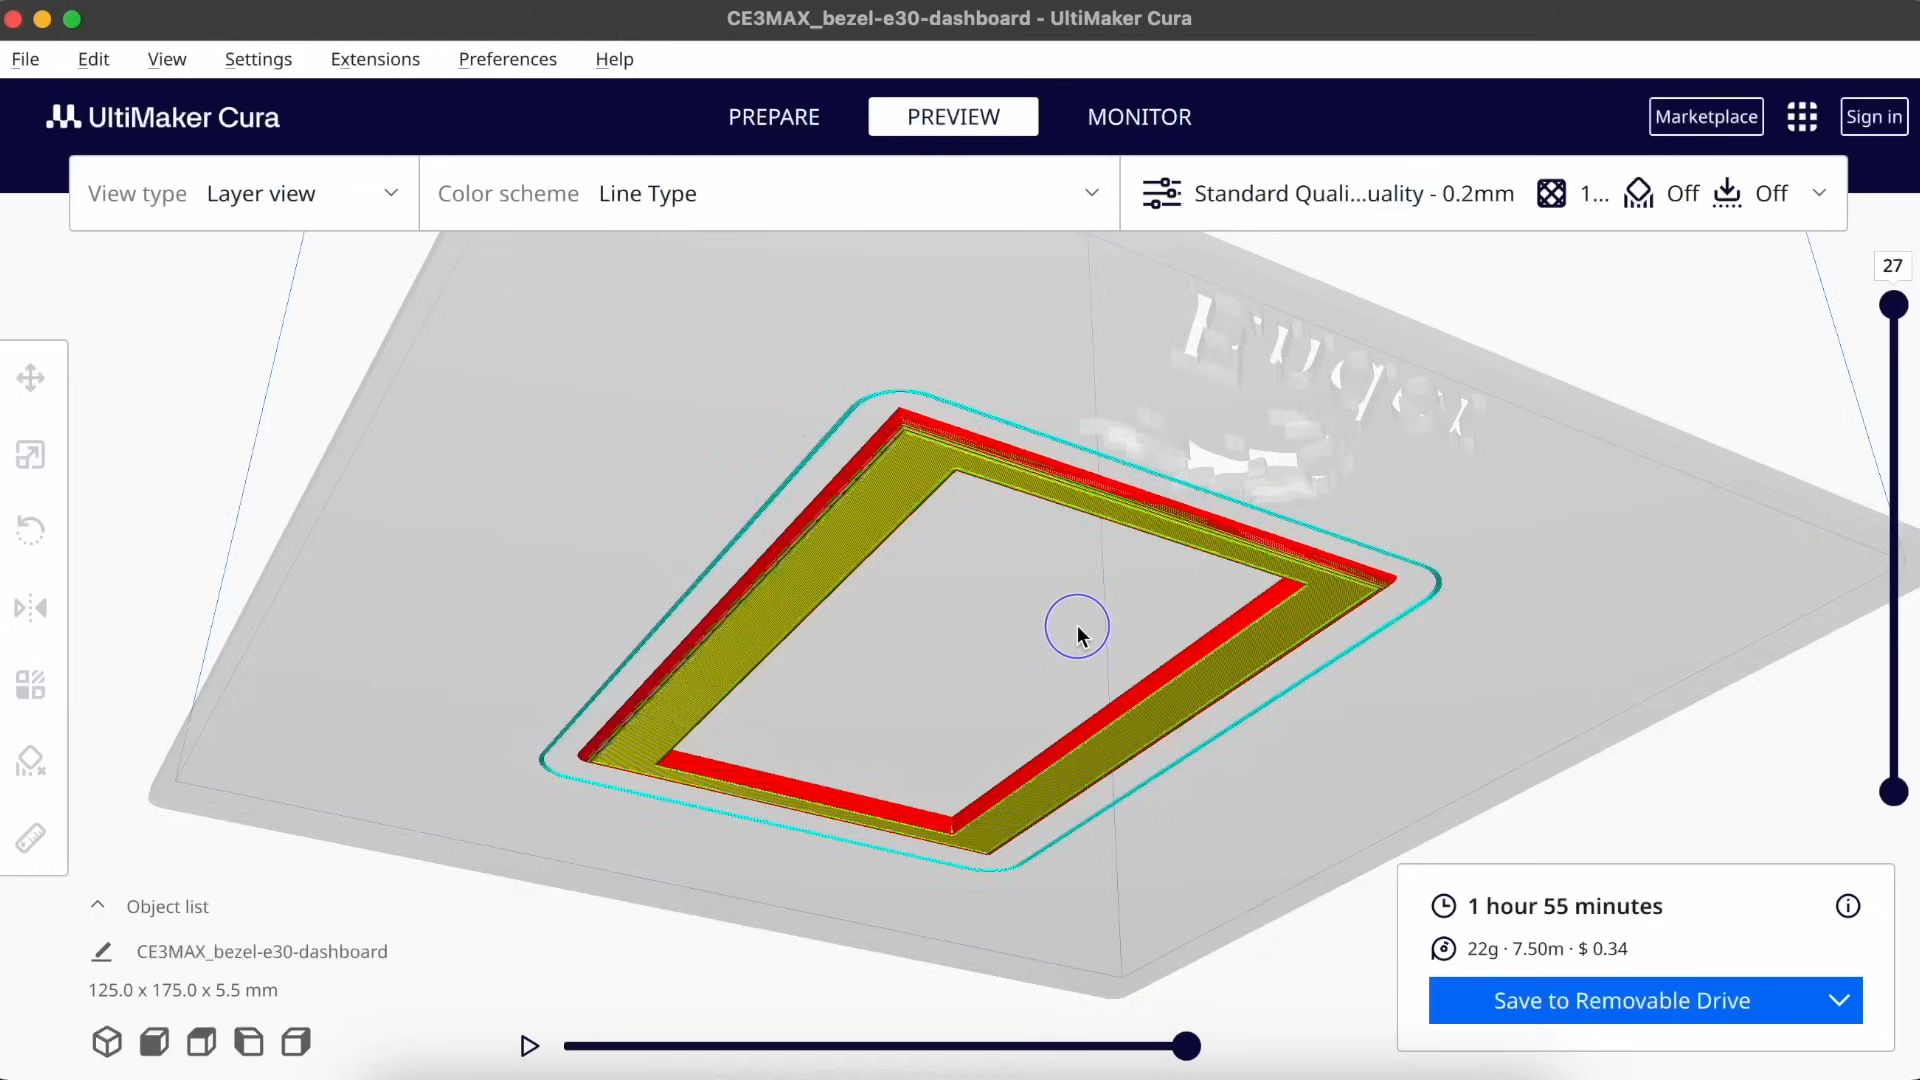 CE3MAX_bezel-e30-dashboard - UltiMaker Cura
File Edit View Settings Extensions Preferences Help
UltiMaker Cura
PREPARE PREVIEW MONITOR
Marketplace
Sign in
View type Layer view
Color scheme Line Type
Standard Quali...uality - 0.2mm 1... Off Off
27
Object list
CE3MAX_bezel-e30-dashboard
125.0 x 175.0 x 5.5 mm
1 hour 55 minutes
22g · 7.50m · $ 0.34
Save to Removable Drive